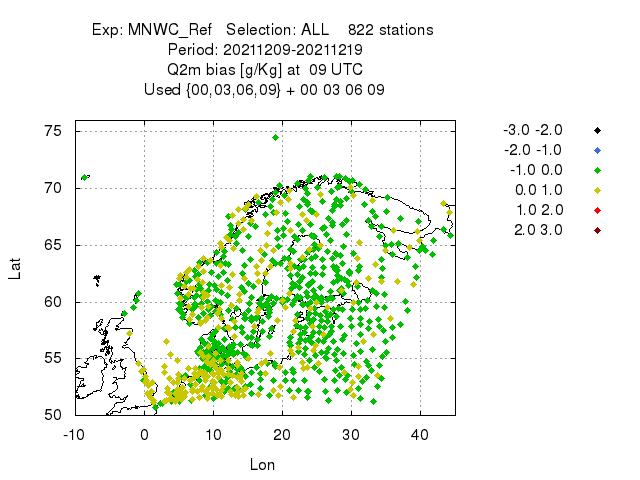 Exp: MNWC_Ref   Selection: ALL    822 stations
Period: 20211209-20211219
Q2m bias [g/Kg] at  09 UTC
Used {00,03,06,09} + 00 03 06 09
75
70
65
60
55
50
Lat
-10 0 10 20 30 40
Lon
-3.0 -2.0
-2.0 -1.0
-1.0 0.0
0.0 1.0
1.0 2.0
2.0 3.0